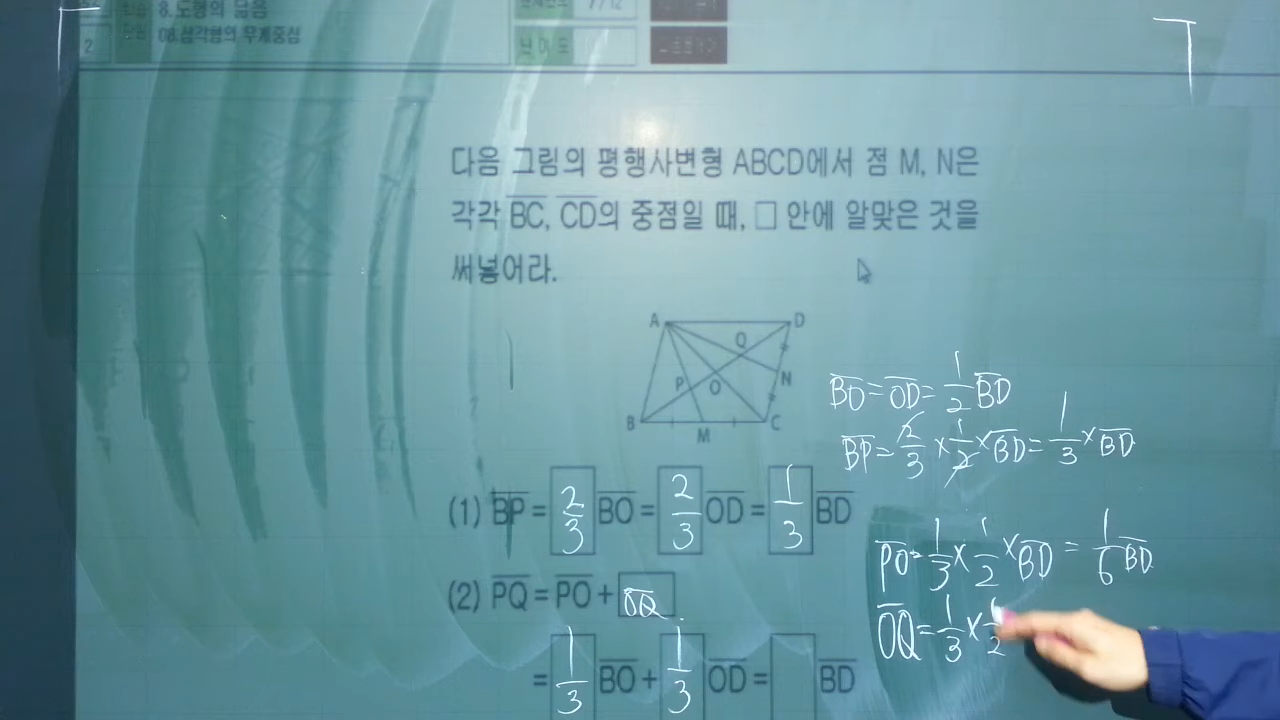 8.도형의 닮음
2
08.삼각형의 무게중심
난 이 도
다음 그림의 평행사변형 ABCD에서 점 M, N은
각각 BC, CD의 중점일 때, □ 안에 알맞은 것을
써넣어라.
A D
Q
P O N
B M C
BO = OD = 1/2 BD
BP = 2/3 × 1/2 × BD = 1/3 × BD
(1) BP = 2/3 BO = 2/3 OD = 1/3 BD
PO = 1/3 × 1/2 × BD = 1/6 BD
(2) PQ = PO + OQ
OQ = 1/3 × 1/2
= 1/3 BO + 1/3 OD = □ BD